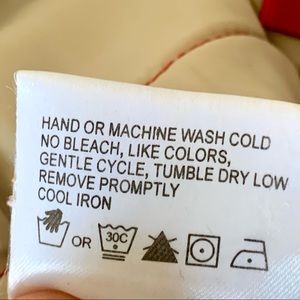 HAND OR MACHINE WASH COLD
NO BLEACH, LIKE COLORS,
GENTLE CYCLE, TUMBLE DRY LOW
REMOVE PROMPTLY
COOL IRON
OR 30C